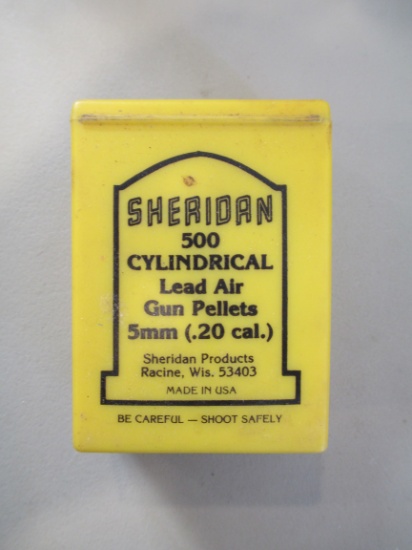 SHERIDAN
500
CYLINDRICAL
Lead Air
Gun Pellets
5mm (.20 cal.)
Sheridan Products
Racine, Wis. 53403
MADE IN USA
BE CAREFUL — SHOOT SAFELY